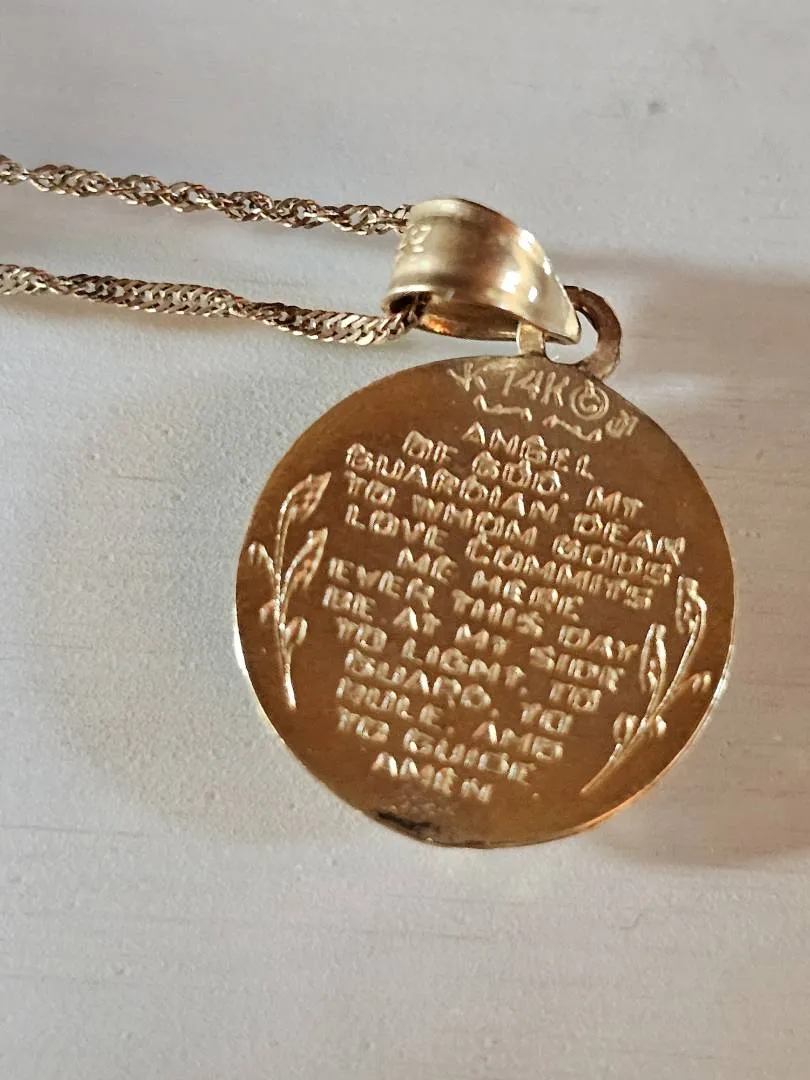 K 14K ©
ANGEL
OF GOD, MY
GUARDIAN DEAR
TO WHOM GOD'S
LOVE COMMITS
ME HERE
EVER THIS DAY
BE AT MY SIDE
TO LIGHT, TO
GUARD, TO
RULE, AND
TO GUIDE
AMEN